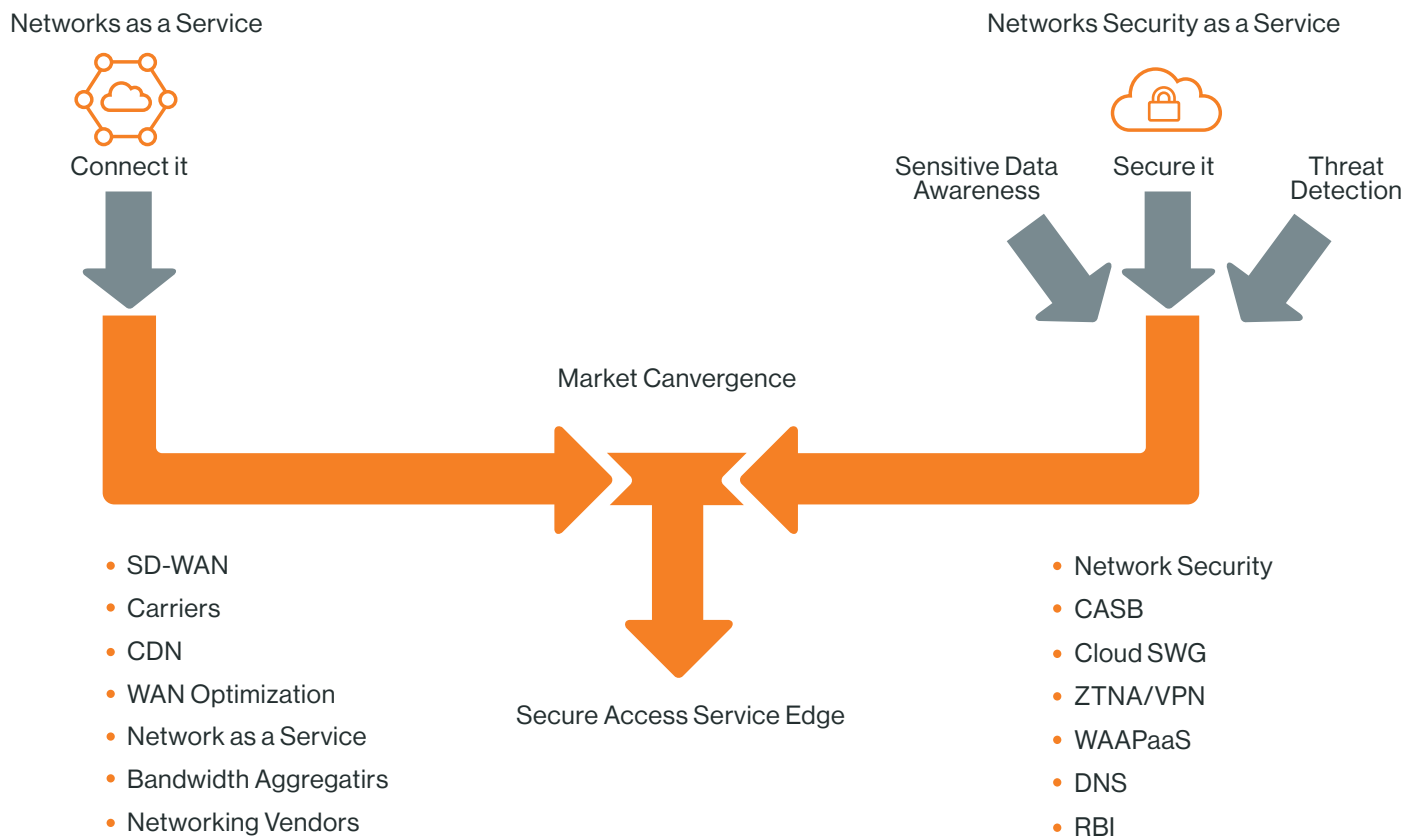 Networks as a Service
Networks Security as a Service
Connect it
Sensitive Data
Awareness
Secure it
Threat
Detection
Market Canvergence
SD-WAN
Carriers
CDN
WAN Optimization
Network as a Service
Bandwidth Aggregatirs
Networking Vendors
Secure Access Service Edge
Network Security
CASB
Cloud SWG
ZTNA/VPN
WAAPaaS
DNS
RBI